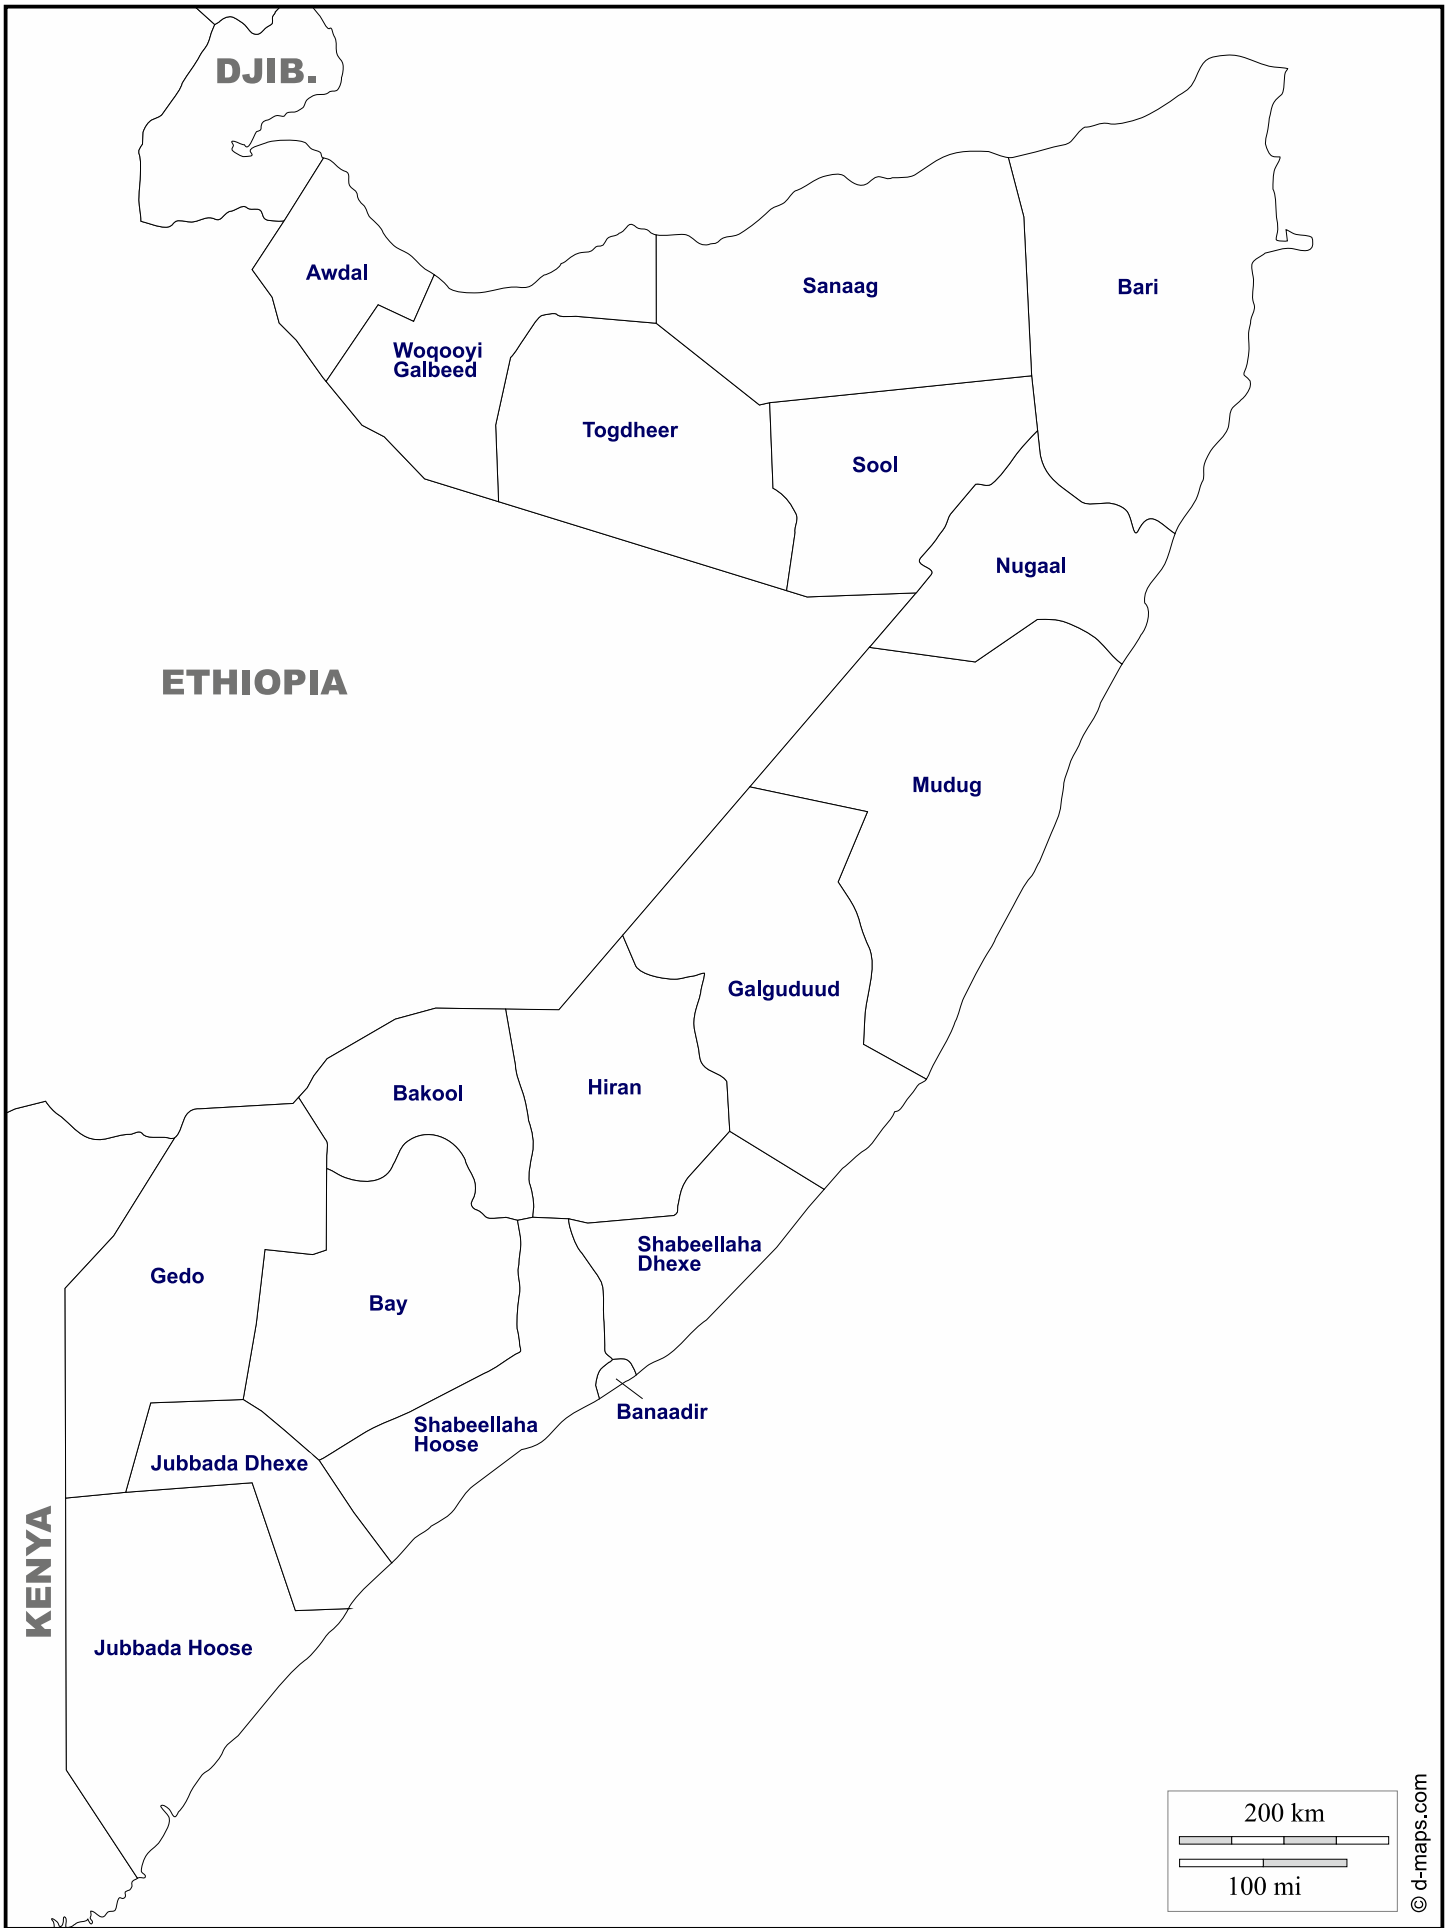 DJIB.
Awdal
Sanaag
Bari
Woqooyi
Galbeed
Togdheer
Sool
Nugaal
ETHIOPIA
Mudug
Galguduud
Hiran
Bakool
Shabeellaha
Dhexe
Gedo
Bay
Banaadir
Shabeellaha
Hoose
Jubbada Dhexe
KENYA
Jubbada Hoose
200 km
100 mi
© d-maps.com